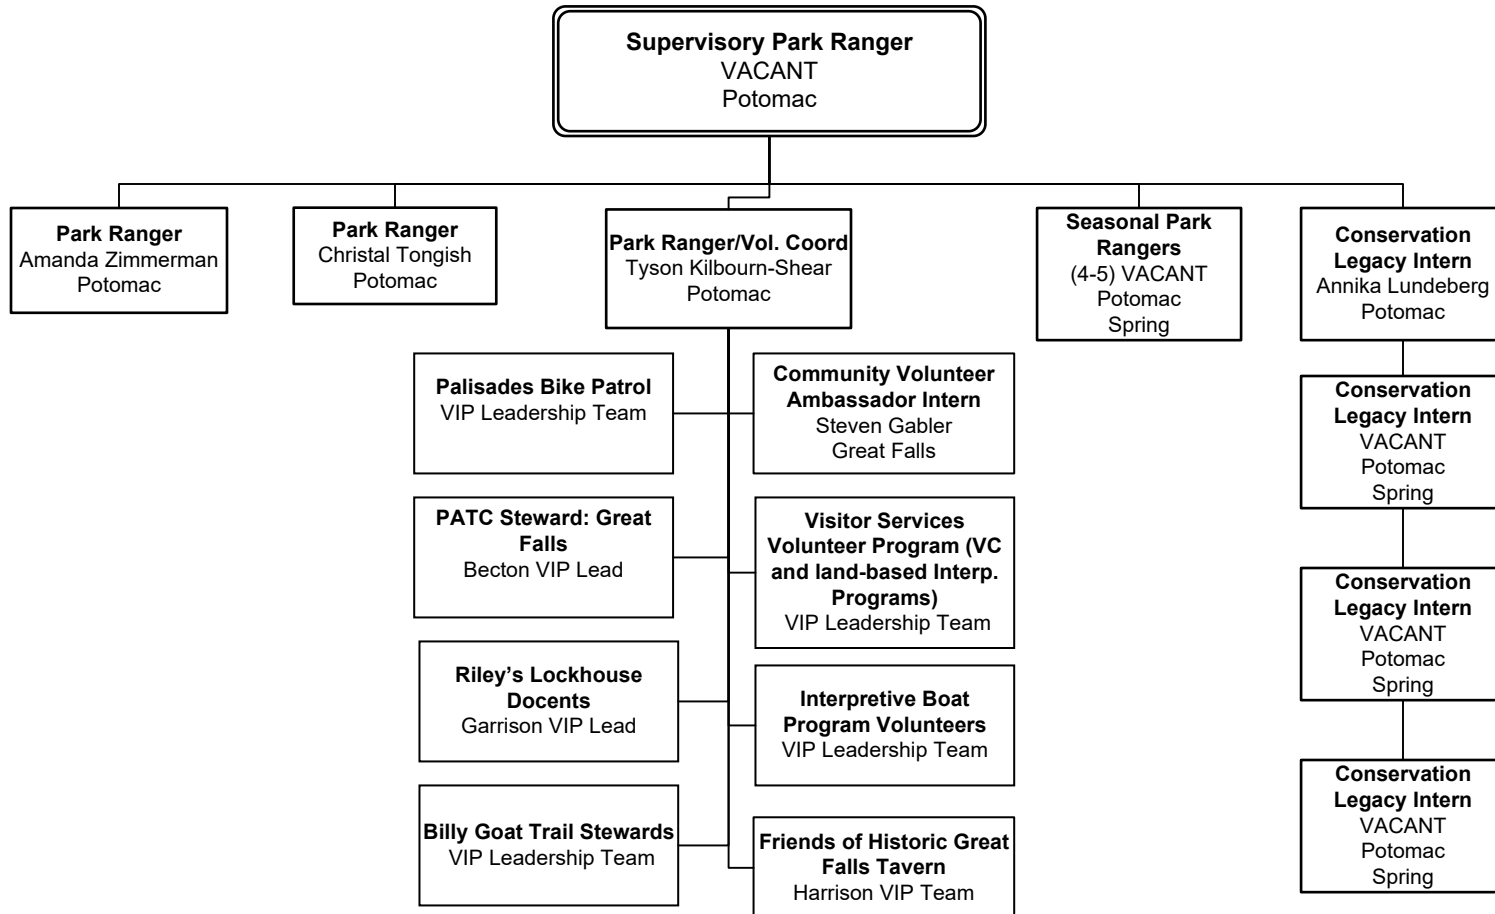 Supervisory Park Ranger
VACANT
Potomac
Park Ranger
Amanda Zimmerman
Potomac
Park Ranger
Christal Tongish
Potomac
Park Ranger/Vol. Coord
Tyson Kilbourn-Shear
Potomac
Seasonal Park
Rangers
(4-5) VACANT
Potomac
Spring
Conservation
Legacy Intern
Annika Lundeberg
Potomac
Palisades Bike Patrol
VIP Leadership Team
Community Volunteer
Ambassador Intern
Steven Gabler
Great Falls
Conservation
Legacy Intern
VACANT
Potomac
Spring
PATC Steward: Great
Falls
Becton VIP Lead
Visitor Services
Volunteer Program (VC
and land-based Interp.
Programs)
VIP Leadership Team
Conservation
Legacy Intern
VACANT
Potomac
Spring
Riley’s Lockhouse
Docents
Garrison VIP Lead
Interpretive Boat
Program Volunteers
VIP Leadership Team
Conservation
Legacy Intern
VACANT
Potomac
Spring
Billy Goat Trail Stewards
VIP Leadership Team
Friends of Historic Great
Falls Tavern
Harrison VIP Team